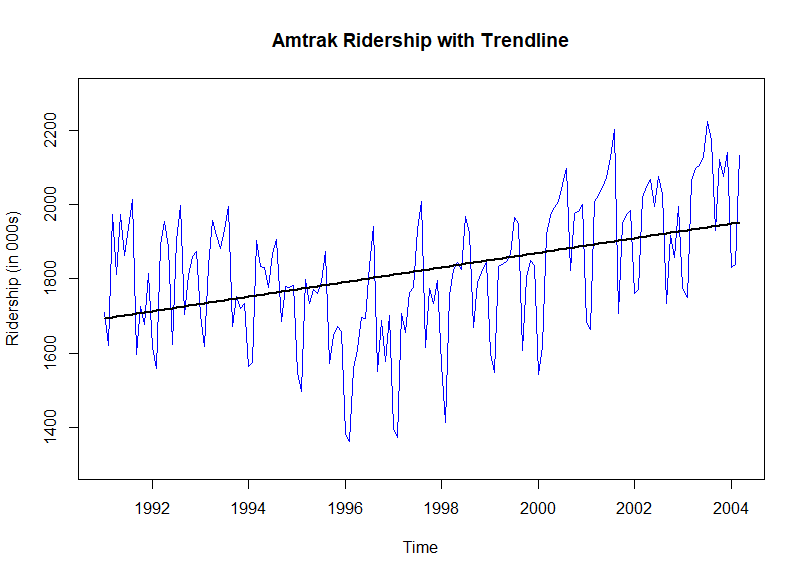 Amtrak Ridership with Trendline
Ridership (in 000s)
2200
2000
1800
1600
1400
1992 1994 1996 1998 2000 2002 2004
Time